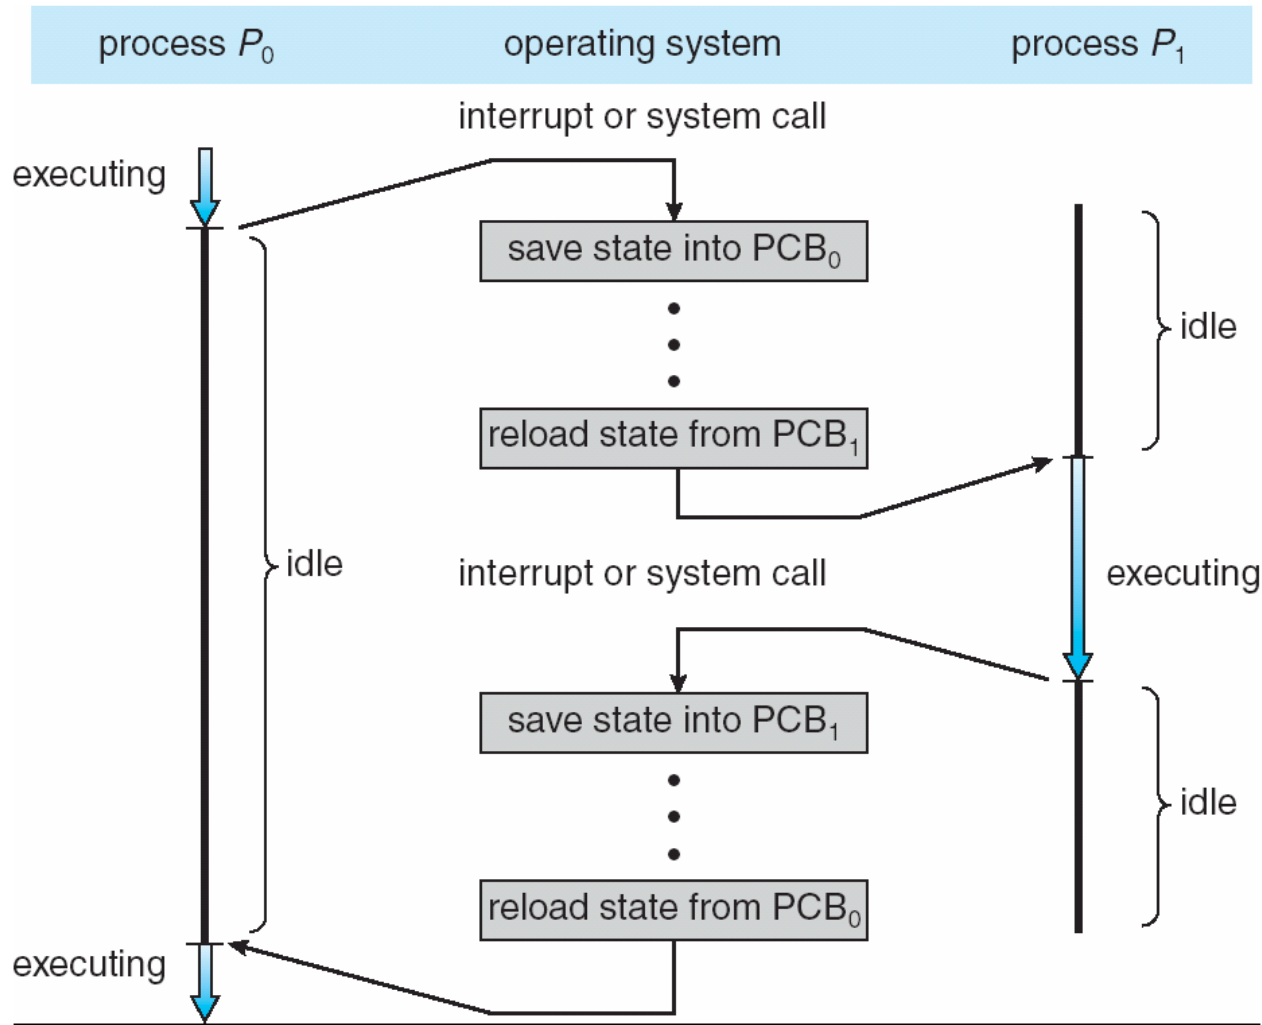 process P₀ operating system process P₁
interrupt or system call
executing
save state into PCB₀
idle
reload state from PCB₁
idle
interrupt or system call
executing
save state into PCB₁
idle
reload state from PCB₀
executing